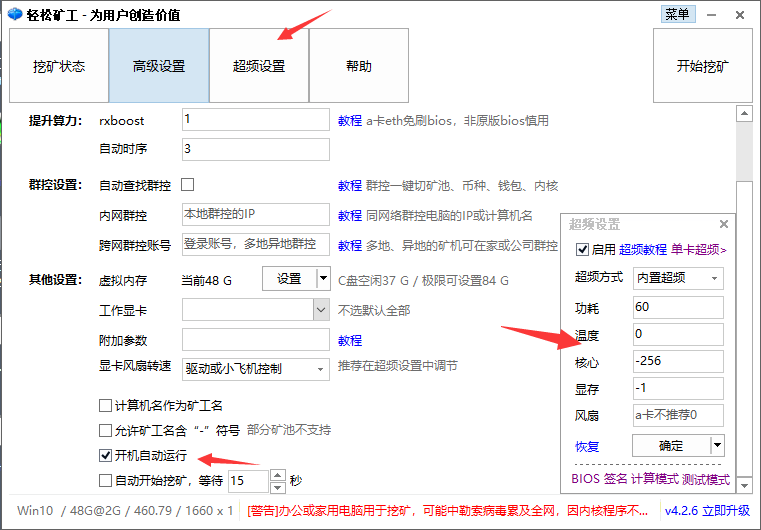 轻松矿工 - 为用户创造价值
菜单
挖矿状态
高级设置
超频设置
帮助
开始挖矿
提升算力： rxboost 1 教程 a卡eth免刷bios，非原版bios慎用
自动时序 3
群控设置： 自动查找群控 教程 群控一键切矿池、币种、钱包、内核
内网群控 本地群控的IP 教程 同网络群控电脑的IP或计算机名
跨网群控账号 登录账号，多地异地群控 教程 多地、异地的矿机可在家或公司群控
其他设置： 虚拟内存 当前48 G 设置 C盘空闲37 G / 极限可设置84 G
工作显卡 不选默认全部
附加参数 教程
显卡风扇转速 驱动或小飞机控制 推荐在超频设置中调节
计算机名作为矿工名
允许矿工名含“-”符号 部分矿池不支持
开机自动运行
自动开始挖矿，等待 15 秒
超频设置
启用 超频教程 单卡超频>
超频方式 内置超频
功耗 60
温度 0
核心 -256
显存 -1
风扇 a卡不推荐0
恢复 确定
BIOS 签名 计算模式 测试模式
Win10 / 48G@2G / 460.79 / 1660 x 1 [警告]办公或家用电脑用于挖矿，可能中勒索病毒累及全网，因内核程序不... v4.2.6 立即升级